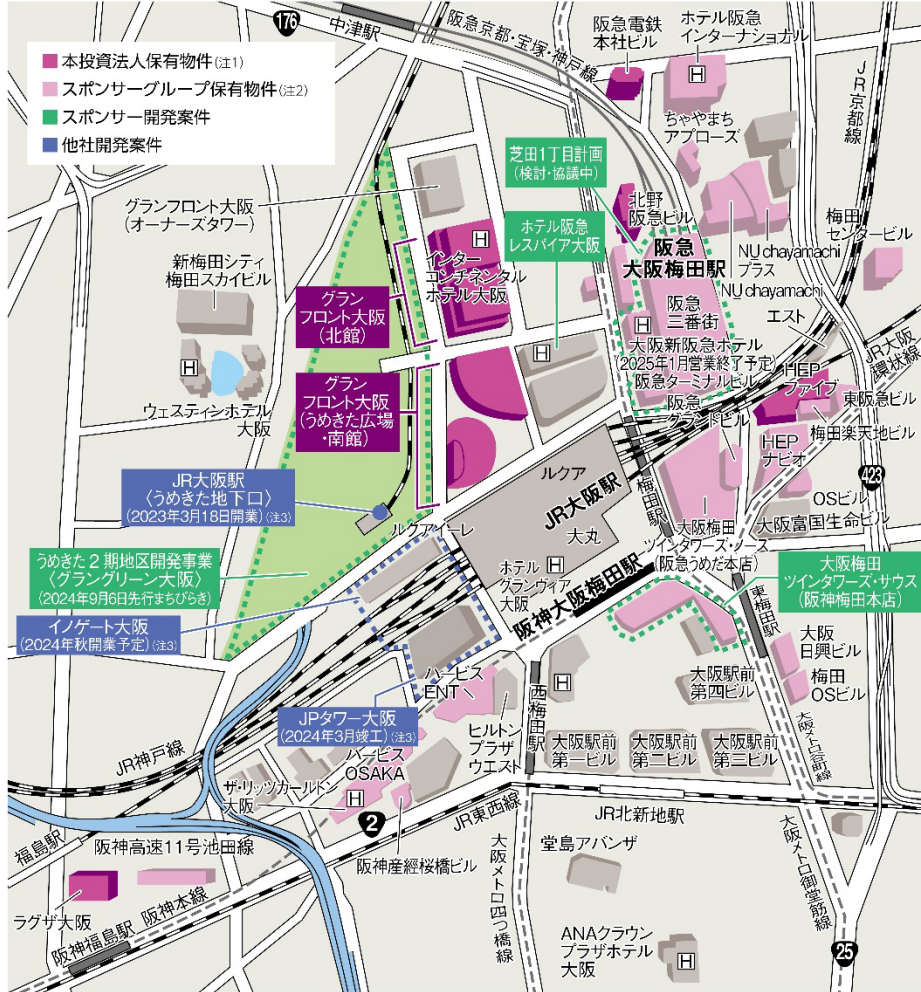 176
中津駅
阪急京都・宝塚・神戸線
阪急電鉄
本社ビル
ホテル阪急
インターナショナル
H
JR京都線
本投資法人保有物件(注1)
スポンサーグループ保有物件(注2)
スポンサー開発案件
他社開発案件
ちゃやまち
アプローズ
芝田1丁目計画
(検討・協議中)
グランフロント大阪
(オーナーズタワー)
北野
阪急ビル
梅田
センタービル
ホテル阪急
レスパイア大阪
阪急
大阪梅田駅
NU chayamachi
プラス
NU chayamachi
H
インター
コンチネンタル
ホテル大阪
新梅田シティ
梅田スカイビル
グラン
フロント大阪
(北館)
阪急
三番街
エスト
H
大阪新阪急ホテル
(2025年1月営業終了予定)
阪急ターミナルビル
JR大阪
環状線
H
H
ウェスティンホテル
大阪
グラン
フロント大阪
(うめきた広場
・南館)
HEP
ファイブ
東阪急ビル
阪急
グランドビル
梅田楽天地ビル
HEP
ナビオ
423
ルクア
梅田駅
OSビル
大阪富国生命ビル
JR大阪駅
〈うめきた地下口〉
(2023年3月18日開業)(注3)
JR大阪駅
ルクアイーレ
大丸
大阪梅田
ツインタワーズ・ノース
(阪急うめだ本店)
うめきた2期地区開発事業
〈グラングリーン大阪〉
(2024年9月6日先行まちびらき)
ホテル
グランヴィア
大阪
H
阪神大阪梅田駅
大阪梅田
ツインタワーズ・サウス
(阪神梅田本店)
東梅田駅
イノゲート大阪
(2024年秋開業予定)(注3)
大阪
日興ビル
梅田
OSビル
ハービス
ENT
H
大阪駅前
第四ビル
JPタワー大阪
(2024年3月竣工)(注3)
西梅田駅
ヒルトン
プラザ
ウエスト
大阪駅前
第一ビル
大阪駅前
第二ビル
大阪駅前
第三ビル
大阪メトロ谷町線
JR神戸線
ハービス
OSAKA
ザ・リッツカールトン
大阪
H
2
JR東西線
JR北新地駅
福島駅
阪神高速11号池田線
阪神産經桜橋ビル
堂島アバンザ
大阪メトロ四つ橋線
大阪メトロ御堂筋線
ラグザ大阪
阪神本線
阪神福島駅
ANAクラウン
プラザホテル
大阪
H
25